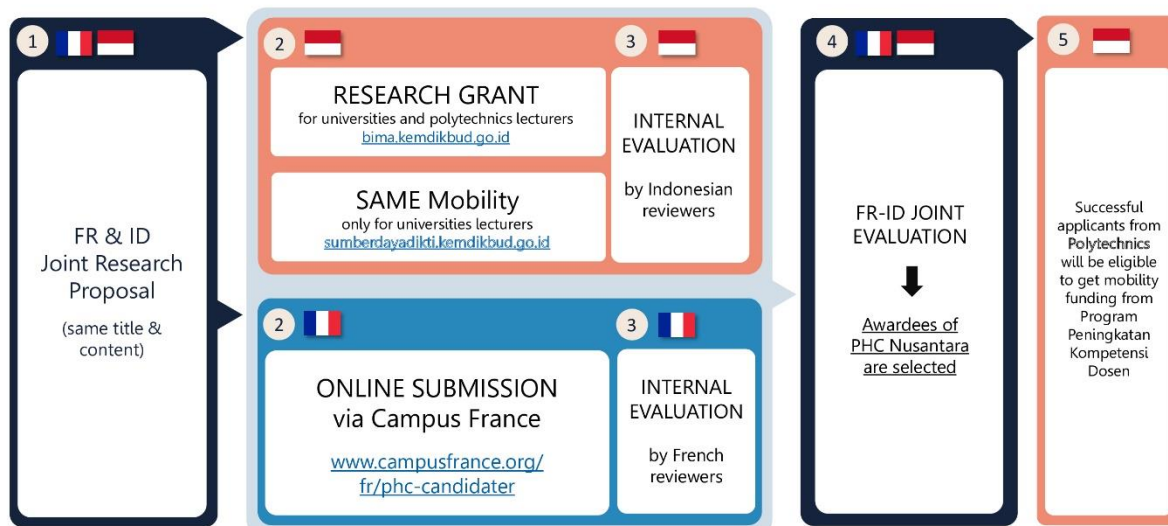 1
FR & ID
Joint Research
Proposal
(same title &
content)
2
RESEARCH GRANT
for universities and polytechnics lecturers
bima.kemdikbud.go.id
SAME Mobility
only for universities lecturers
sumberdayadikti.kemdikbud.go.id
3
INTERNAL
EVALUATION
by Indonesian
reviewers
2
ONLINE SUBMISSION
via Campus France
www.campusfrance.org/
fr/phc-candidater
3
INTERNAL
EVALUATION
by French
reviewers
4
FR-ID JOINT
EVALUATION
Awardees of
PHC Nusantara
are selected
5
Successful
applicants from
Polytechnics
will be eligible
to get mobility
funding from
Program
Peningkatan
Kompetensi
Dosen